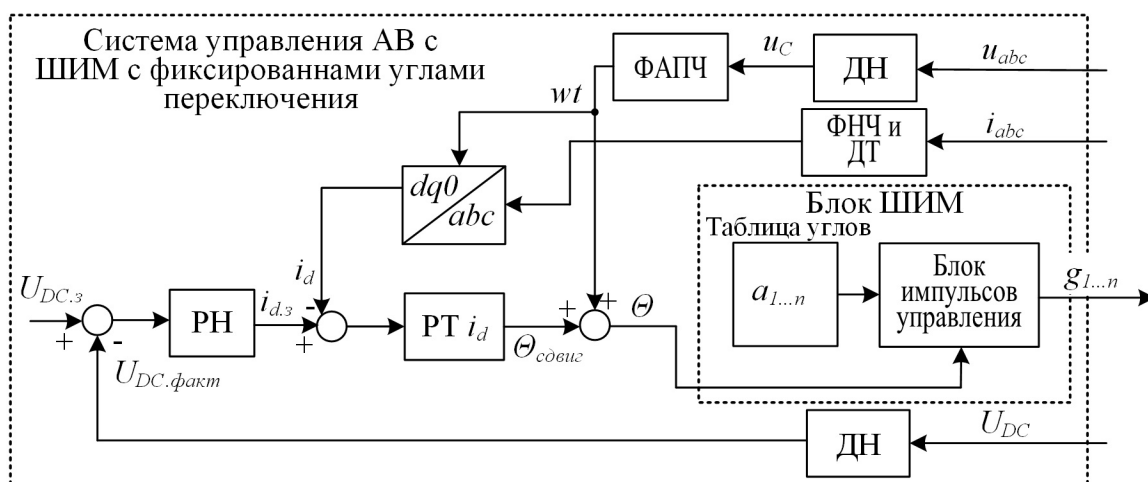 Система управления АВ с
ШИМ с фиксированнами углами
переключения
ФАПЧ
u_C
ДН
u_abc
wt
ФНЧ и
ДТ
i_abc
dq0
abc
Блок ШИМ
Таблица углов
a_1...n
Блок
импульсов
управления
g_1...n
i_d
U_DC.з
+
-
РН
i_d.з
-
+
РТ i_d
Θ_сдвиг
+
+
Θ
U_DC.факт
ДН
U_DC